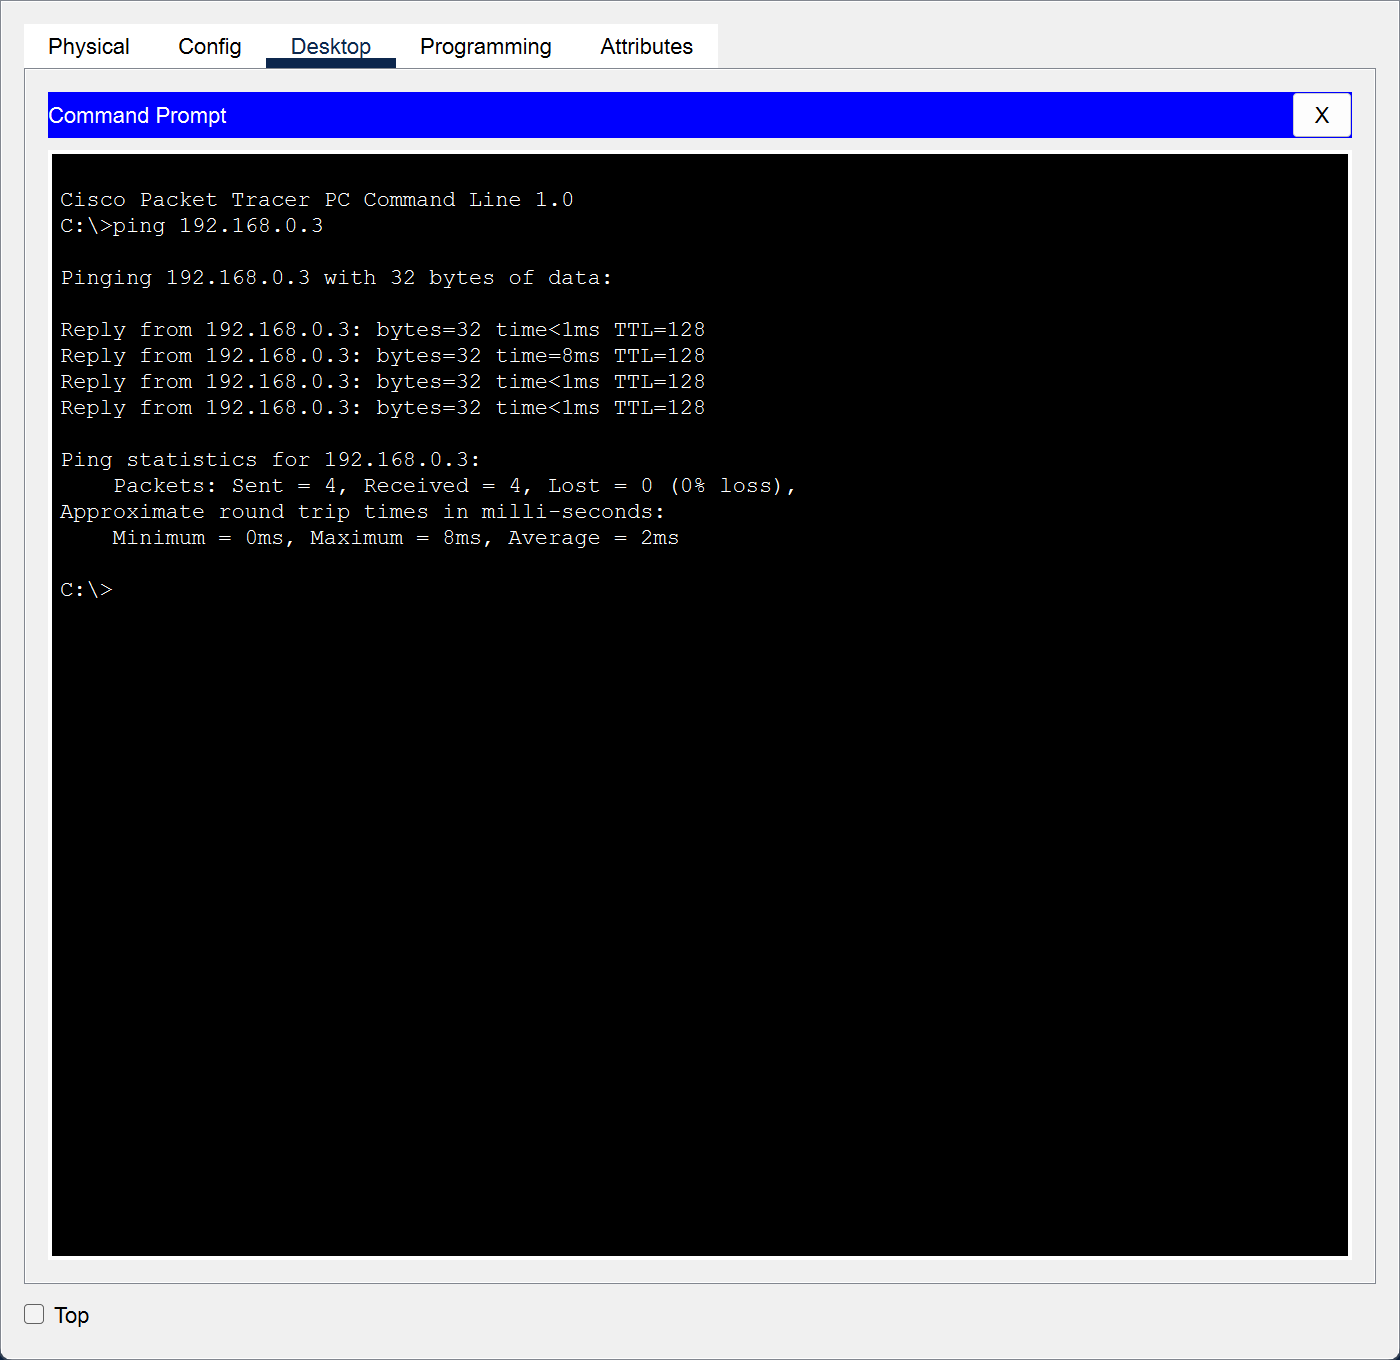 Physical Config Desktop Programming Attributes
Command Prompt X
Cisco Packet Tracer PC Command Line 1.0
C:\>ping 192.168.0.3
Pinging 192.168.0.3 with 32 bytes of data:
Reply from 192.168.0.3: bytes=32 time<1ms TTL=128
Reply from 192.168.0.3: bytes=32 time=8ms TTL=128
Reply from 192.168.0.3: bytes=32 time<1ms TTL=128
Reply from 192.168.0.3: bytes=32 time<1ms TTL=128
Ping statistics for 192.168.0.3:
    Packets: Sent = 4, Received = 4, Lost = 0 (0% loss),
Approximate round trip times in milli-seconds:
    Minimum = 0ms, Maximum = 8ms, Average = 2ms
C:\>
Top